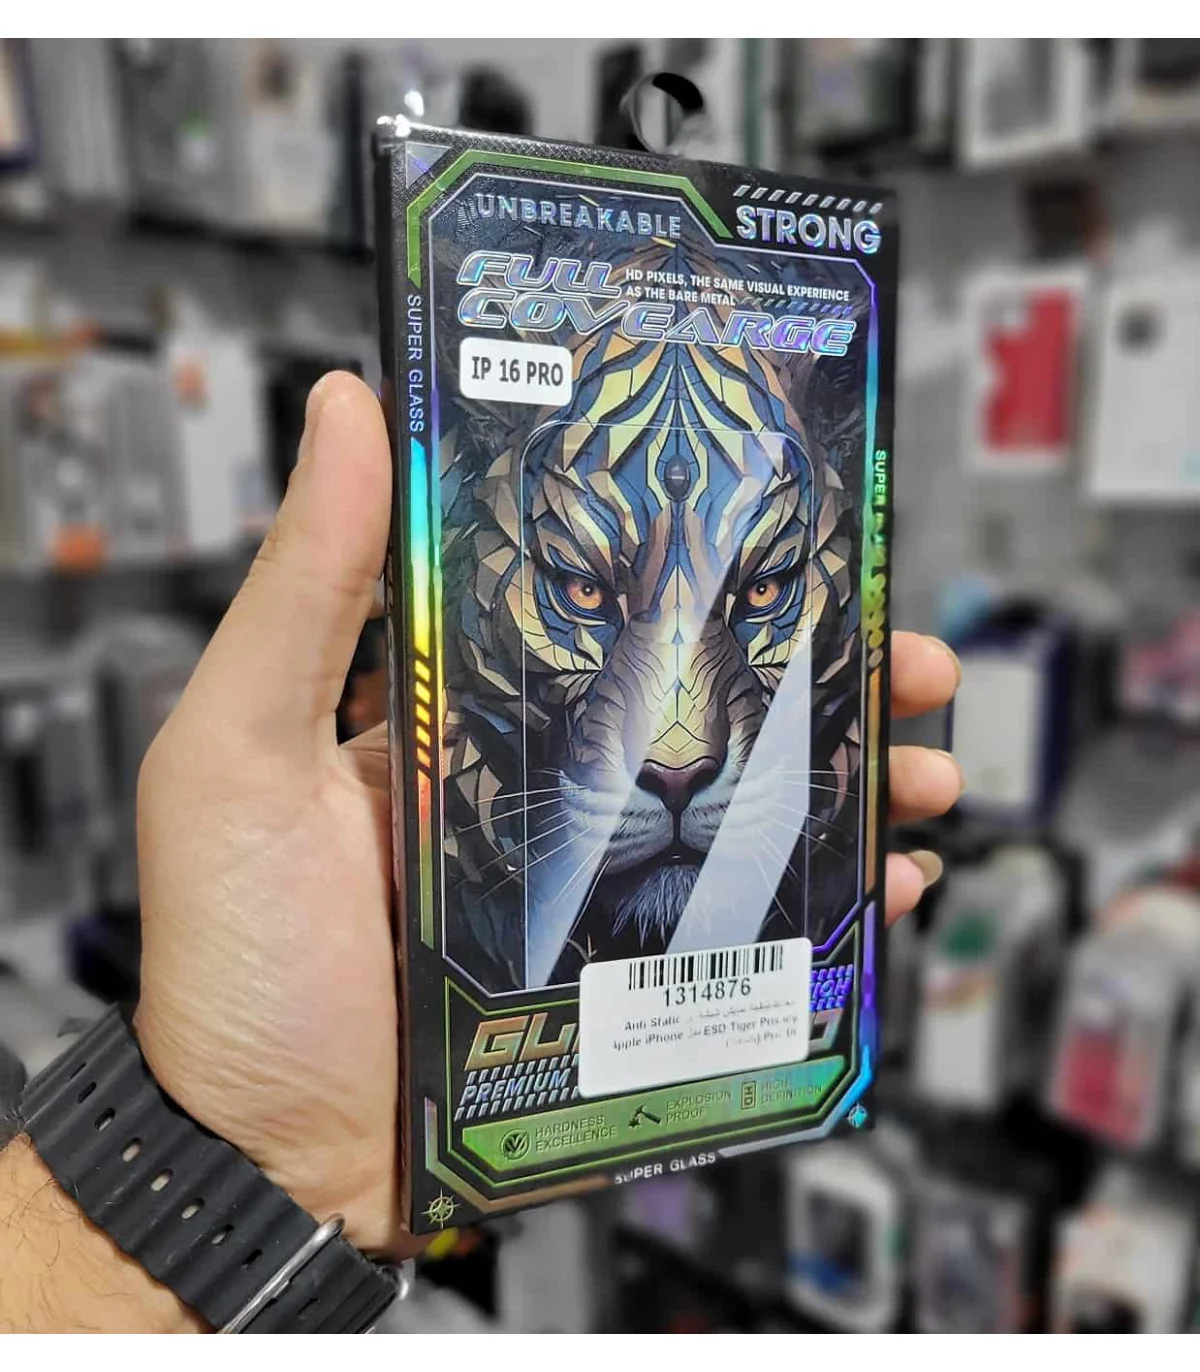 UNBREAKABLE
STRONG
FULL
COVEARGE
HD PIXELS, THE SAME VISUAL EXPERIENCE
AS THE BARE METAL
IP 16 PRO
SUPER GLASS
SUPER
1314876
Anti Static
ESD Tiger Privacy
Apple iPhone
PREMIUM
HARDNESS
EXCELLENCE
EXPLOSION
PROOF
HD
HIGH
DEFINITION
SUPER GLASS